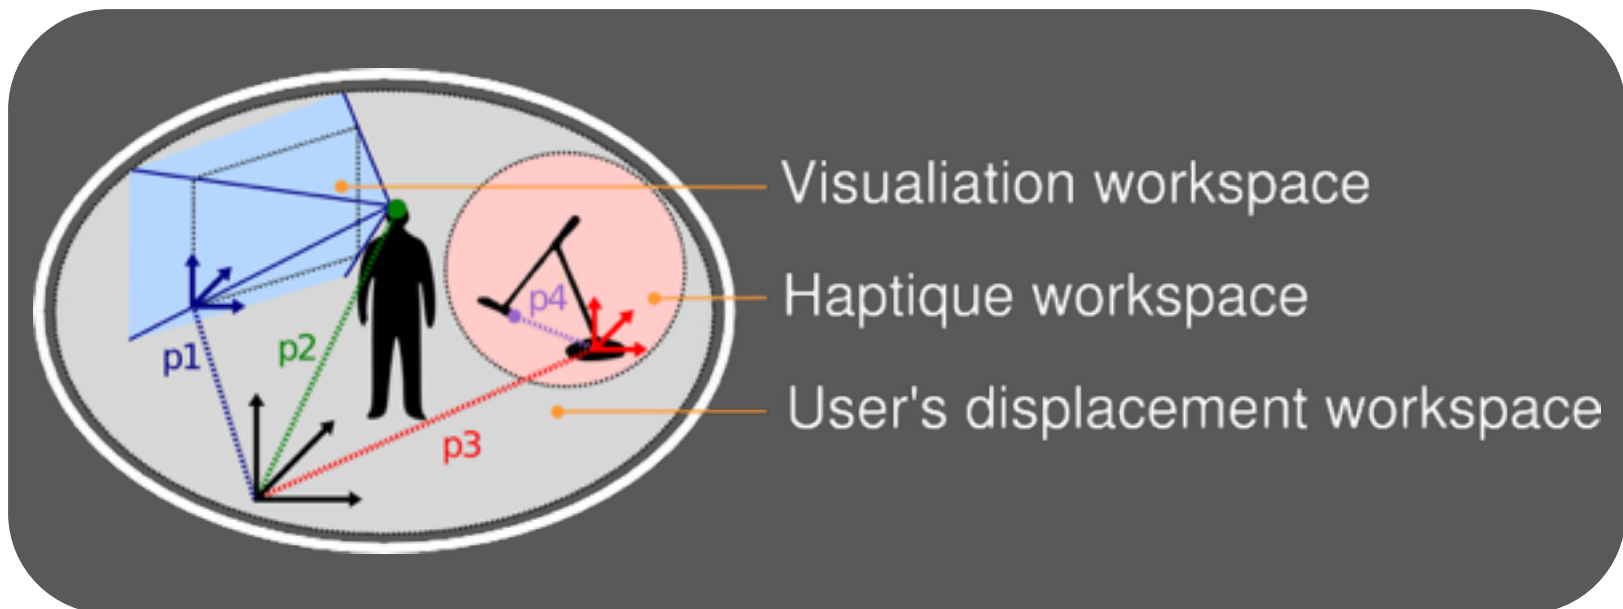 Visualiation workspace
Haptique workspace
User's displacement workspace
p1
p2
p3
p4